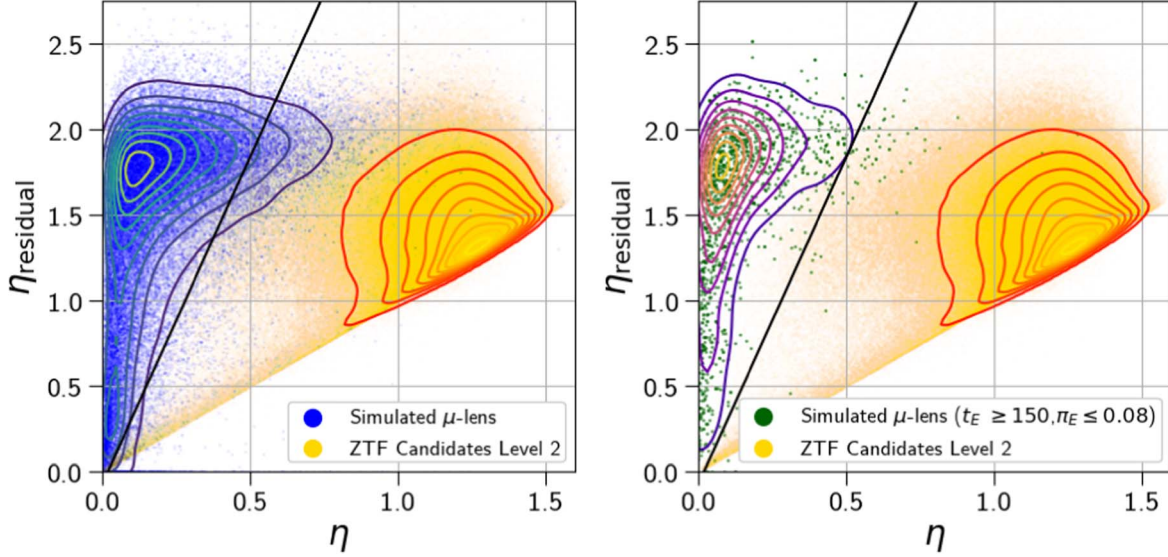 2.5
2.0
1.5
1.0
0.5
0.0
η_residual
0.0 0.5 1.0 1.5
η
Simulated μ-lens
ZTF Candidates Level 2
2.5
2.0
1.5
1.0
0.5
0.0
η_residual
0.0 0.5 1.0 1.5
η
Simulated μ-lens (t_E ≥150,π_E≤0.08)
ZTF Candidates Level 2